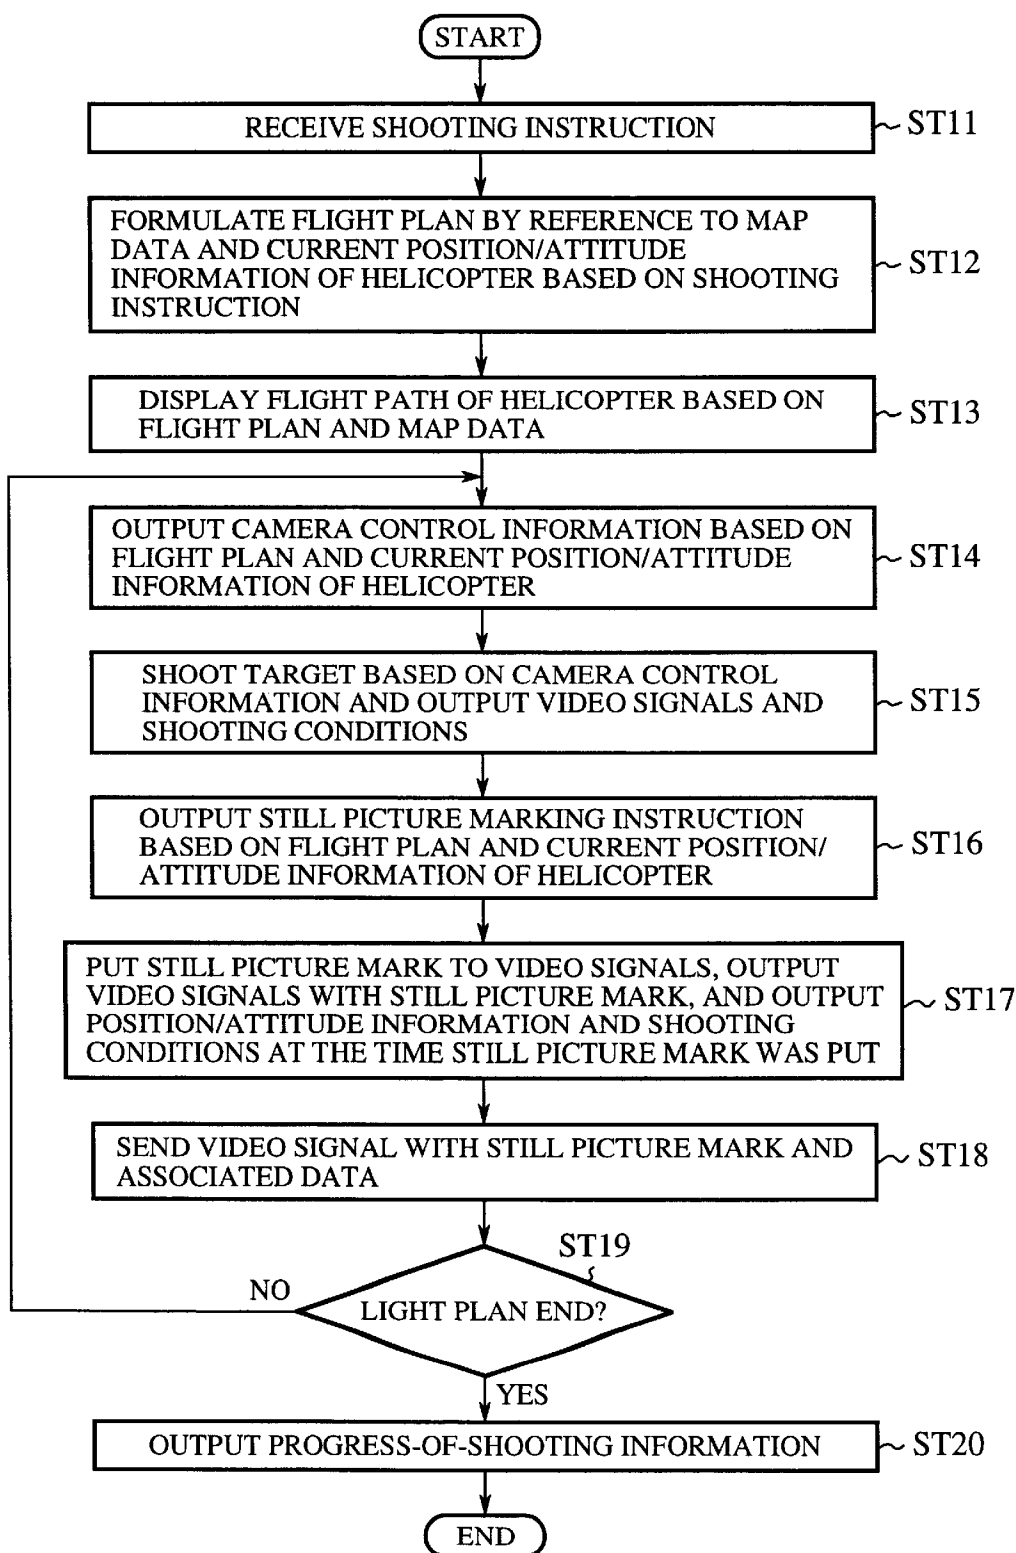 START
RECEIVE SHOOTING INSTRUCTION
ST11
FORMULATE FLIGHT PLAN BY REFERENCE TO MAP
DATA AND CURRENT POSITION/ATTITUDE
INFORMATION OF HELICOPTER BASED ON SHOOTING
INSTRUCTION
ST12
DISPLAY FLIGHT PATH OF HELICOPTER BASED ON
FLIGHT PLAN AND MAP DATA
ST13
OUTPUT CAMERA CONTROL INFORMATION BASED ON
FLIGHT PLAN AND CURRENT POSITION/ATTITUDE
INFORMATION OF HELICOPTER
ST14
SHOOT TARGET BASED ON CAMERA CONTROL
INFORMATION AND OUTPUT VIDEO SIGNALS AND
SHOOTING CONDITIONS
ST15
OUTPUT STILL PICTURE MARKING INSTRUCTION
BASED ON FLIGHT PLAN AND CURRENT POSITION/
ATTITUDE INFORMATION OF HELICOPTER
ST16
PUT STILL PICTURE MARK TO VIDEO SIGNALS, OUTPUT
VIDEO SIGNALS WITH STILL PICTURE MARK, AND OUTPUT
POSITION/ATTITUDE INFORMATION AND SHOOTING
CONDITIONS AT THE TIME STILL PICTURE MARK WAS PUT
ST17
SEND VIDEO SIGNAL WITH STILL PICTURE MARK AND
ASSOCIATED DATA
ST18
ST19
NO
LIGHT PLAN END?
YES
OUTPUT PROGRESS-OF-SHOOTING INFORMATION
ST20
END